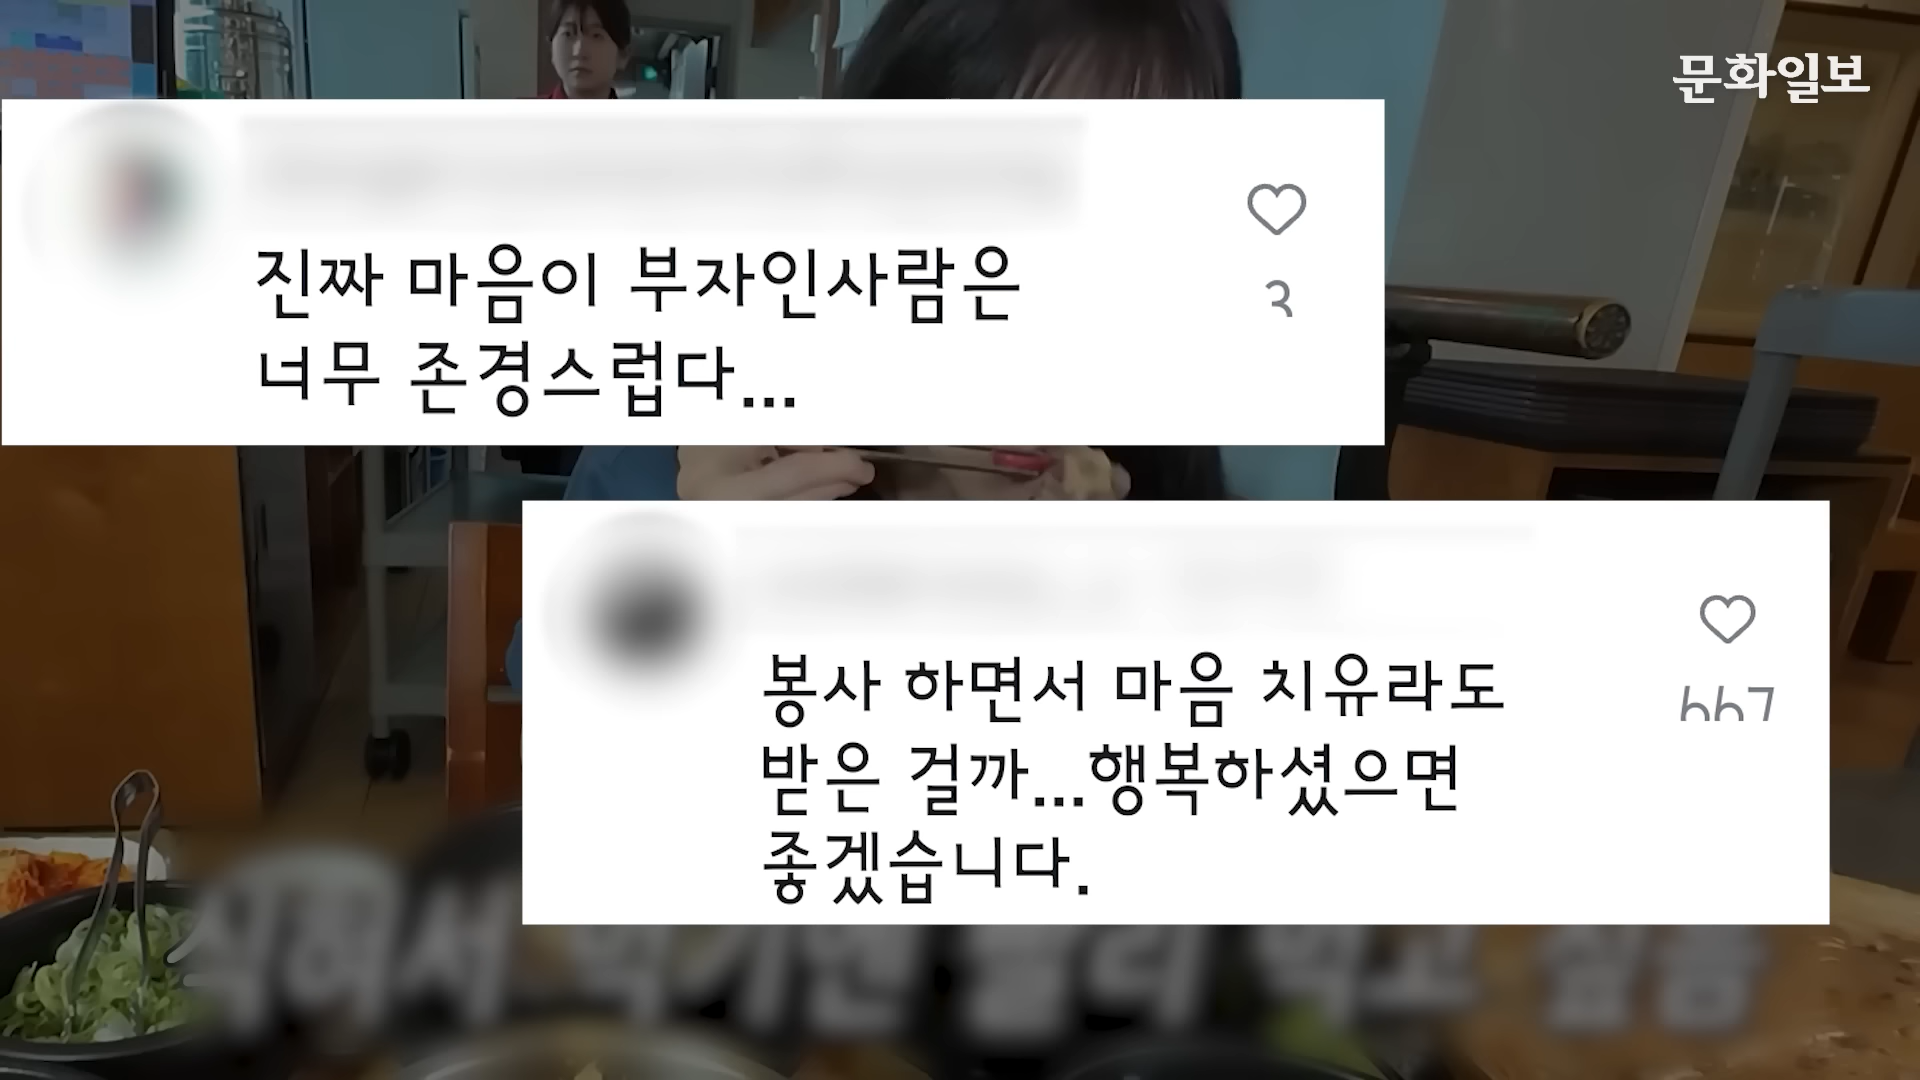 문화일보
진짜 마음이 부자인사람은
너무 존경스럽다...
3
봉사 하면서 마음 치유라도
받은 걸까...행복하셨으면
좋겠습니다.